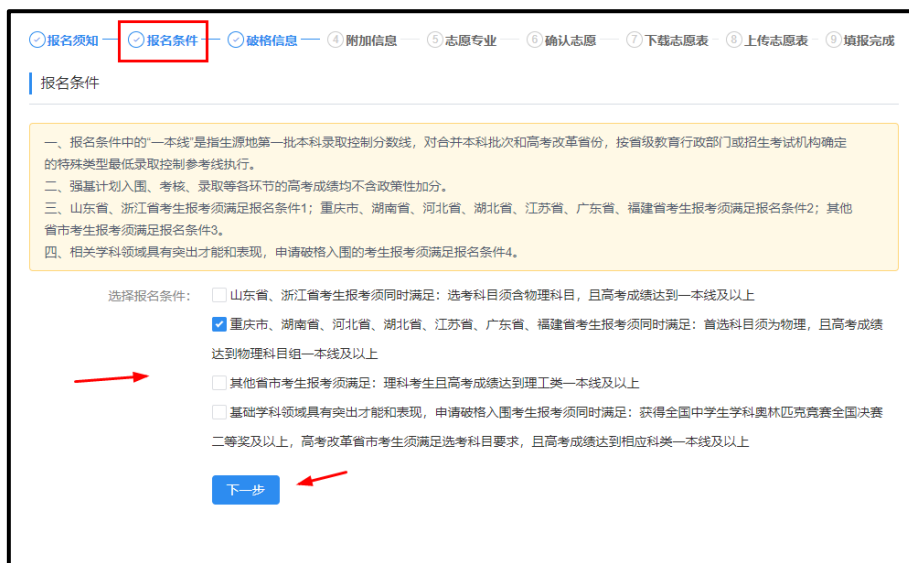 报名须知 报名条件 破格信息 ④附加信息 ⑤志愿专业 ⑥确认志愿 ⑦下载志愿表 ⑧上传志愿表 ⑨填报完成
报名条件
一、报名条件中的“一本线”是指生源地第一批本科录取控制分数线，对合并本科批次和高考改革省份，按省级教育行政部门或招生考试机构确定
的特殊类型最低录取控制参考线执行。
二、强基计划入围、考核、录取等各环节的高考成绩均不含政策性加分。
三、山东省、浙江省考生报考须满足报名条件1；重庆市、湖南省、河北省、湖北省、江苏省、广东省、福建省考生报考须满足报名条件2；其他
省市考生报考须满足报名条件3。
四、相关学科领域具有突出才能和表现，申请破格入围的考生报考须满足报名条件4。
选择报名条件： 山东省、浙江省考生报考须同时满足：选考科目须含物理科目，且高考成绩达到一本线及以上
重庆市、湖南省、河北省、湖北省、江苏省、广东省、福建省考生报考须同时满足：首选科目须为物理，且高考成绩
达到物理科目组一本线及以上
其他省市考生报考须满足：理科考生且高考成绩达到理工类一本线及以上
基础学科领域具有突出才能和表现，申请破格入围考生报考须同时满足：获得全国中学生学科奥林匹克竞赛全国决赛
二等奖及以上，高考改革省市考生须满足选考科目要求，且高考成绩达到相应科类一本线及以上
下一步